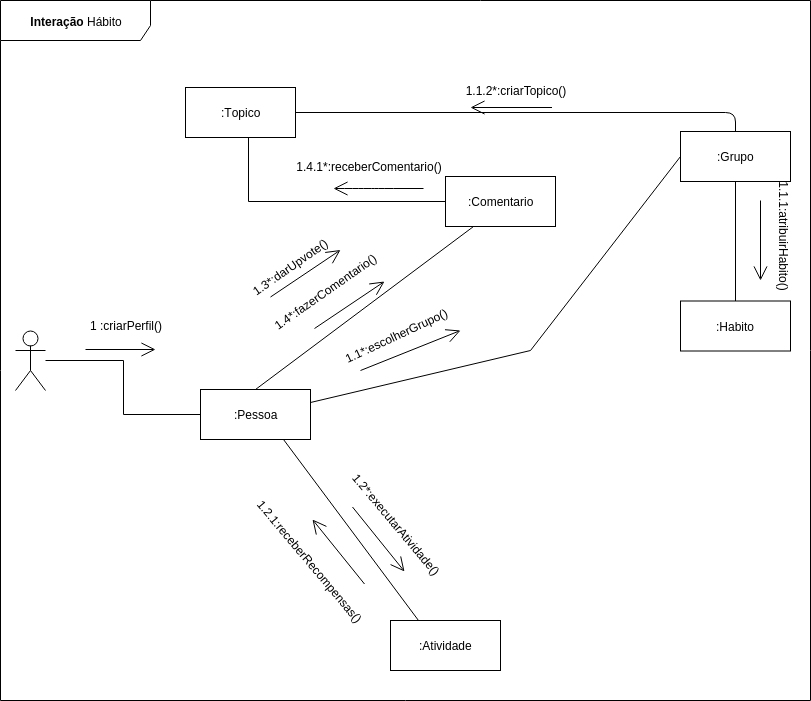 Interação Hábito
1.1.2*:criarTopico()
:Topico
:Grupo
1.4.1*:receberComentario()
:Comentario
1.1.1:atribuirHabito()
1.3*:darUpvote()
1.4*:fazerComentario()
1 :criarPerfil()
1.1*:escolherGrupo()
:Habito
:Pessoa
1.2*:executarAtividade()
1.2.1:receberRecompensas()
:Atividade